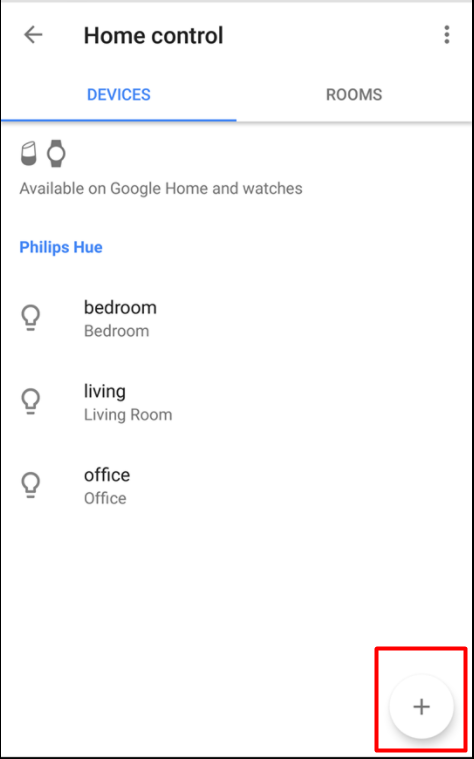 Home control
DEVICES ROOMS
Available on Google Home and watches
Philips Hue
bedroom
Bedroom
living
Living Room
office
Office
+